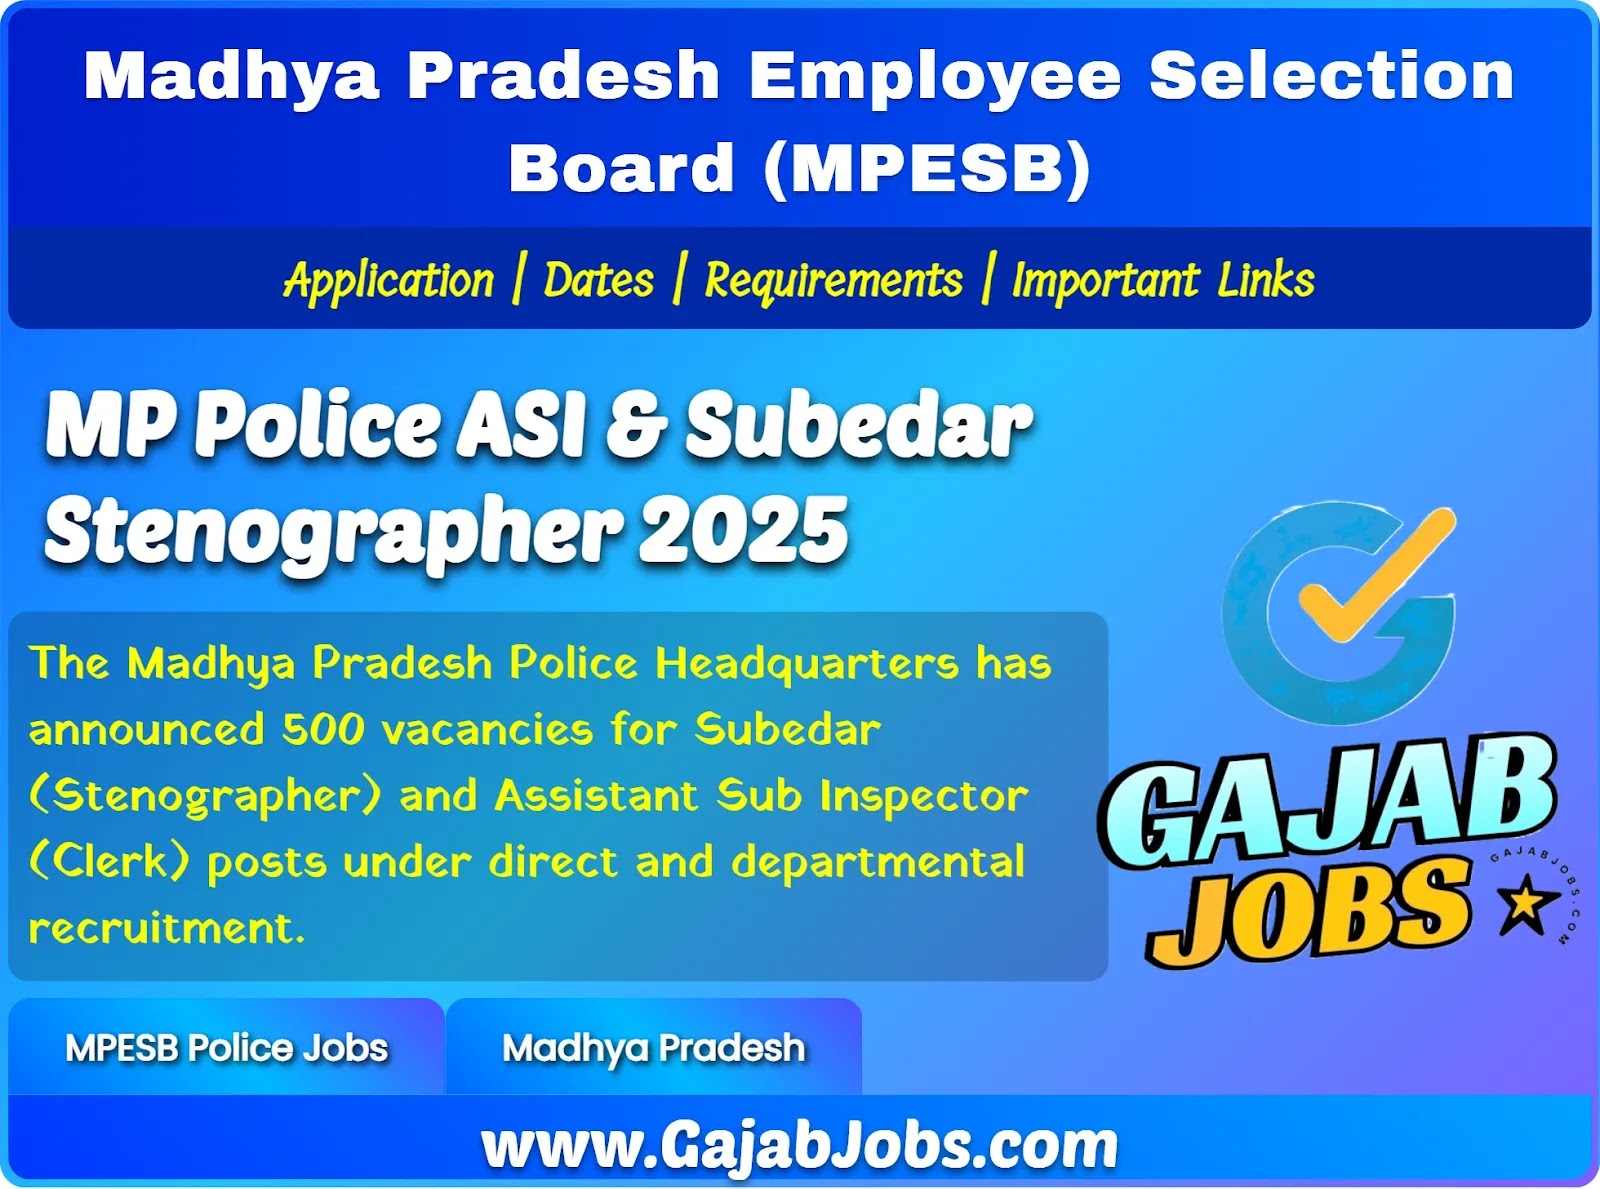 Madhya Pradesh Employee Selection
Board (MPESB)
Application | Dates | Requirements | Important Links
MP Police ASI & Subedar
Stenographer 2025
The Madhya Pradesh Police Headquarters has
announced 500 vacancies for Subedar
(Stenographer) and Assistant Sub Inspector
(Clerk) posts under direct and departmental
recruitment.
GAJAB
JOBS
GAJABJOBS.COM
MPESB Police Jobs
Madhya Pradesh
www.GajabJobs.com